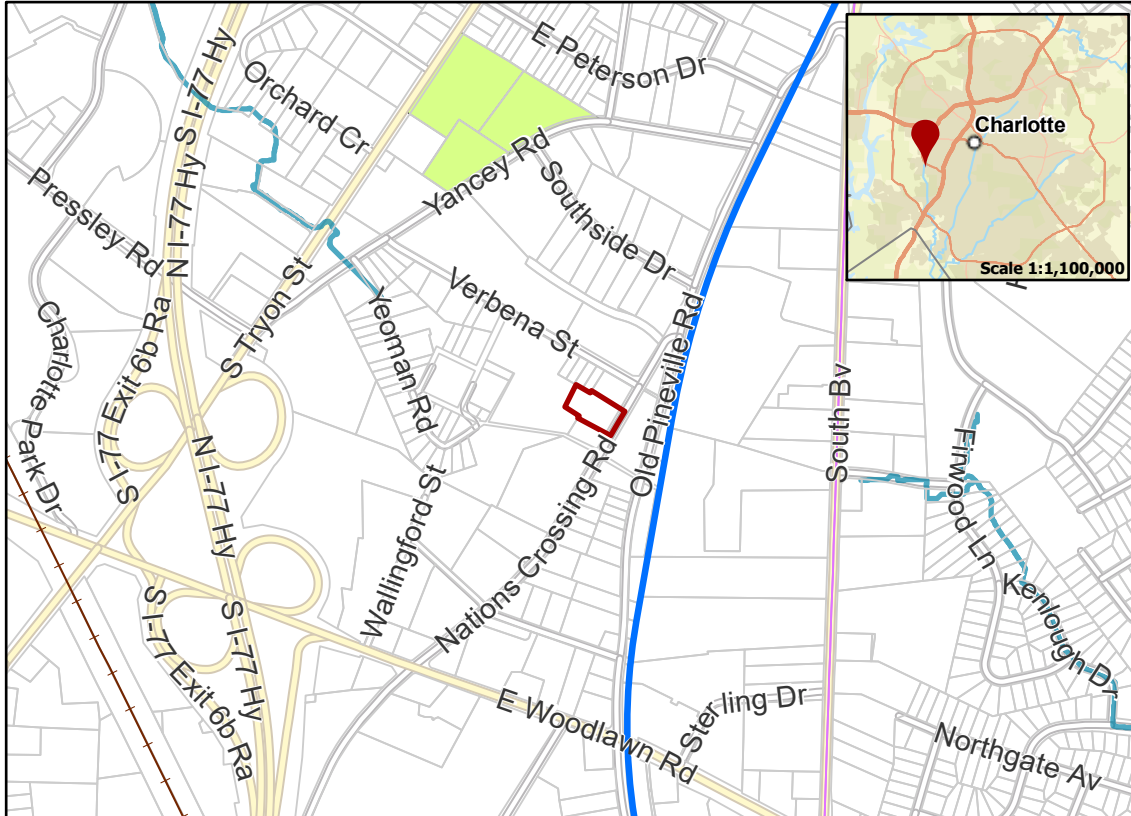 E Peterson Dr
S I-77 Hy
Orchard Cr
Charlotte
Yancey Rd
Pressley Rd
N I-77 Hy
Southside Dr
Scale 1:1,100,000
S Tryon St
Verbena St
Yeoman Rd
Charlotte Park Dr
S I-77 Exit 6b Ra
Old Pineville Rd
South Bv
N I-77 Hy
Firwood Ln
Wallingford St
Nations Crossing Rd
Kenlough Dr
S I-77 Exit 6b Ra
S I-77 Hy
E Woodlawn Rd
Sterling Dr
Northgate Av